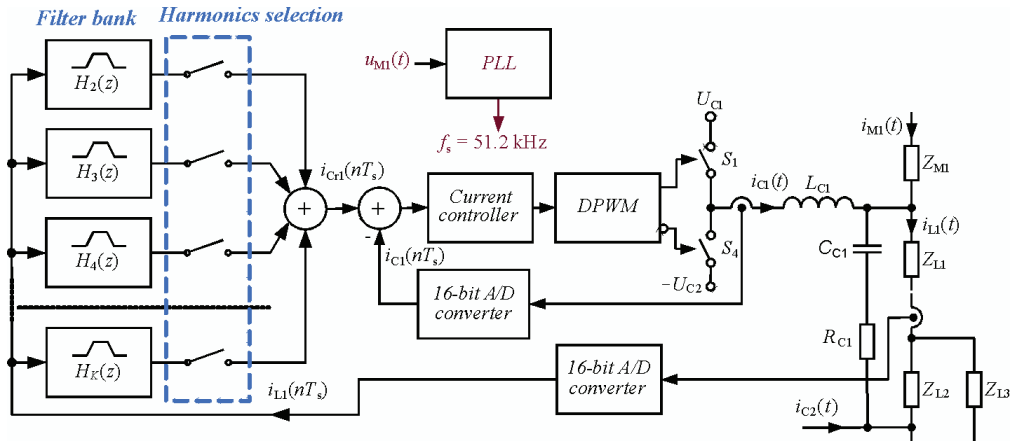 Filter bank
Harmonics selection
H2(z)
H3(z)
H4(z)
HK(z)
uM1(t)
PLL
fs = 51.2 kHz
iCr1(nTs)
+
+
-
iC1(nTs)
Current
controller
DPWM
16-bit A/D
converter
UC1
S1
S4
-UC2
iC1(t)
LC1
iM1(t)
ZM1
iL1(t)
CC1
ZL1
RC1
16-bit A/D
converter
iL1(nTs)
iC2(t)
ZL2
ZL3